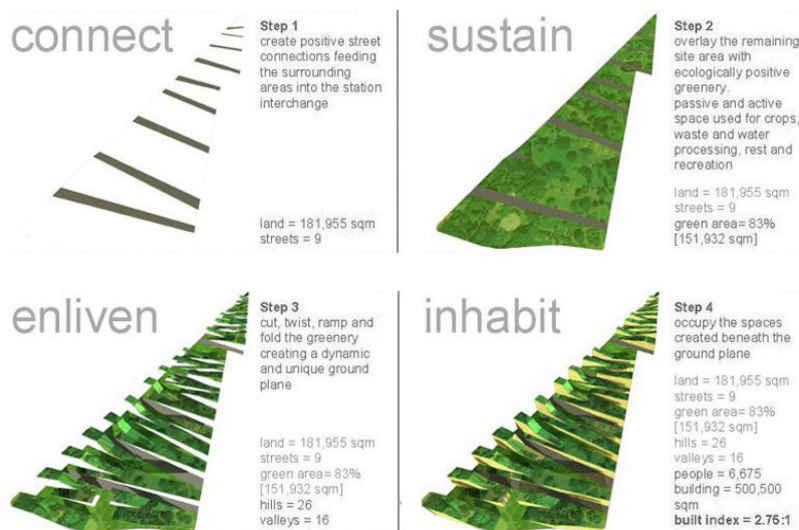 connect
Step 1
create positive street
connections feeding
the surrounding
areas into the station
interchange
land = 181,955 sqm
streets = 9
sustain
Step 2
overlay the remaining
site area with
ecologically positive
greenery.
passive and active
space used for crops,
waste and water
processing, rest and
recreation
land = 181,955 sqm
streets = 9
green area= 83%
[151,932 sqm]
enliven
Step 3
cut, twist, ramp and
fold the greenery
creating a dynamic
and unique ground
plane
land = 181,955 sqm
streets = 9
green area= 83%
[151,932 sqm]
hills = 26
valleys = 16
inhabit
Step 4
occupy the spaces
created beneath the
ground plane
land = 181,955 sqm
streets = 9
green area= 83%
[151,932 sqm]
hills = 26
valleys = 16
people = 6,675
building = 500,500
sqm
built index = 2.75:1